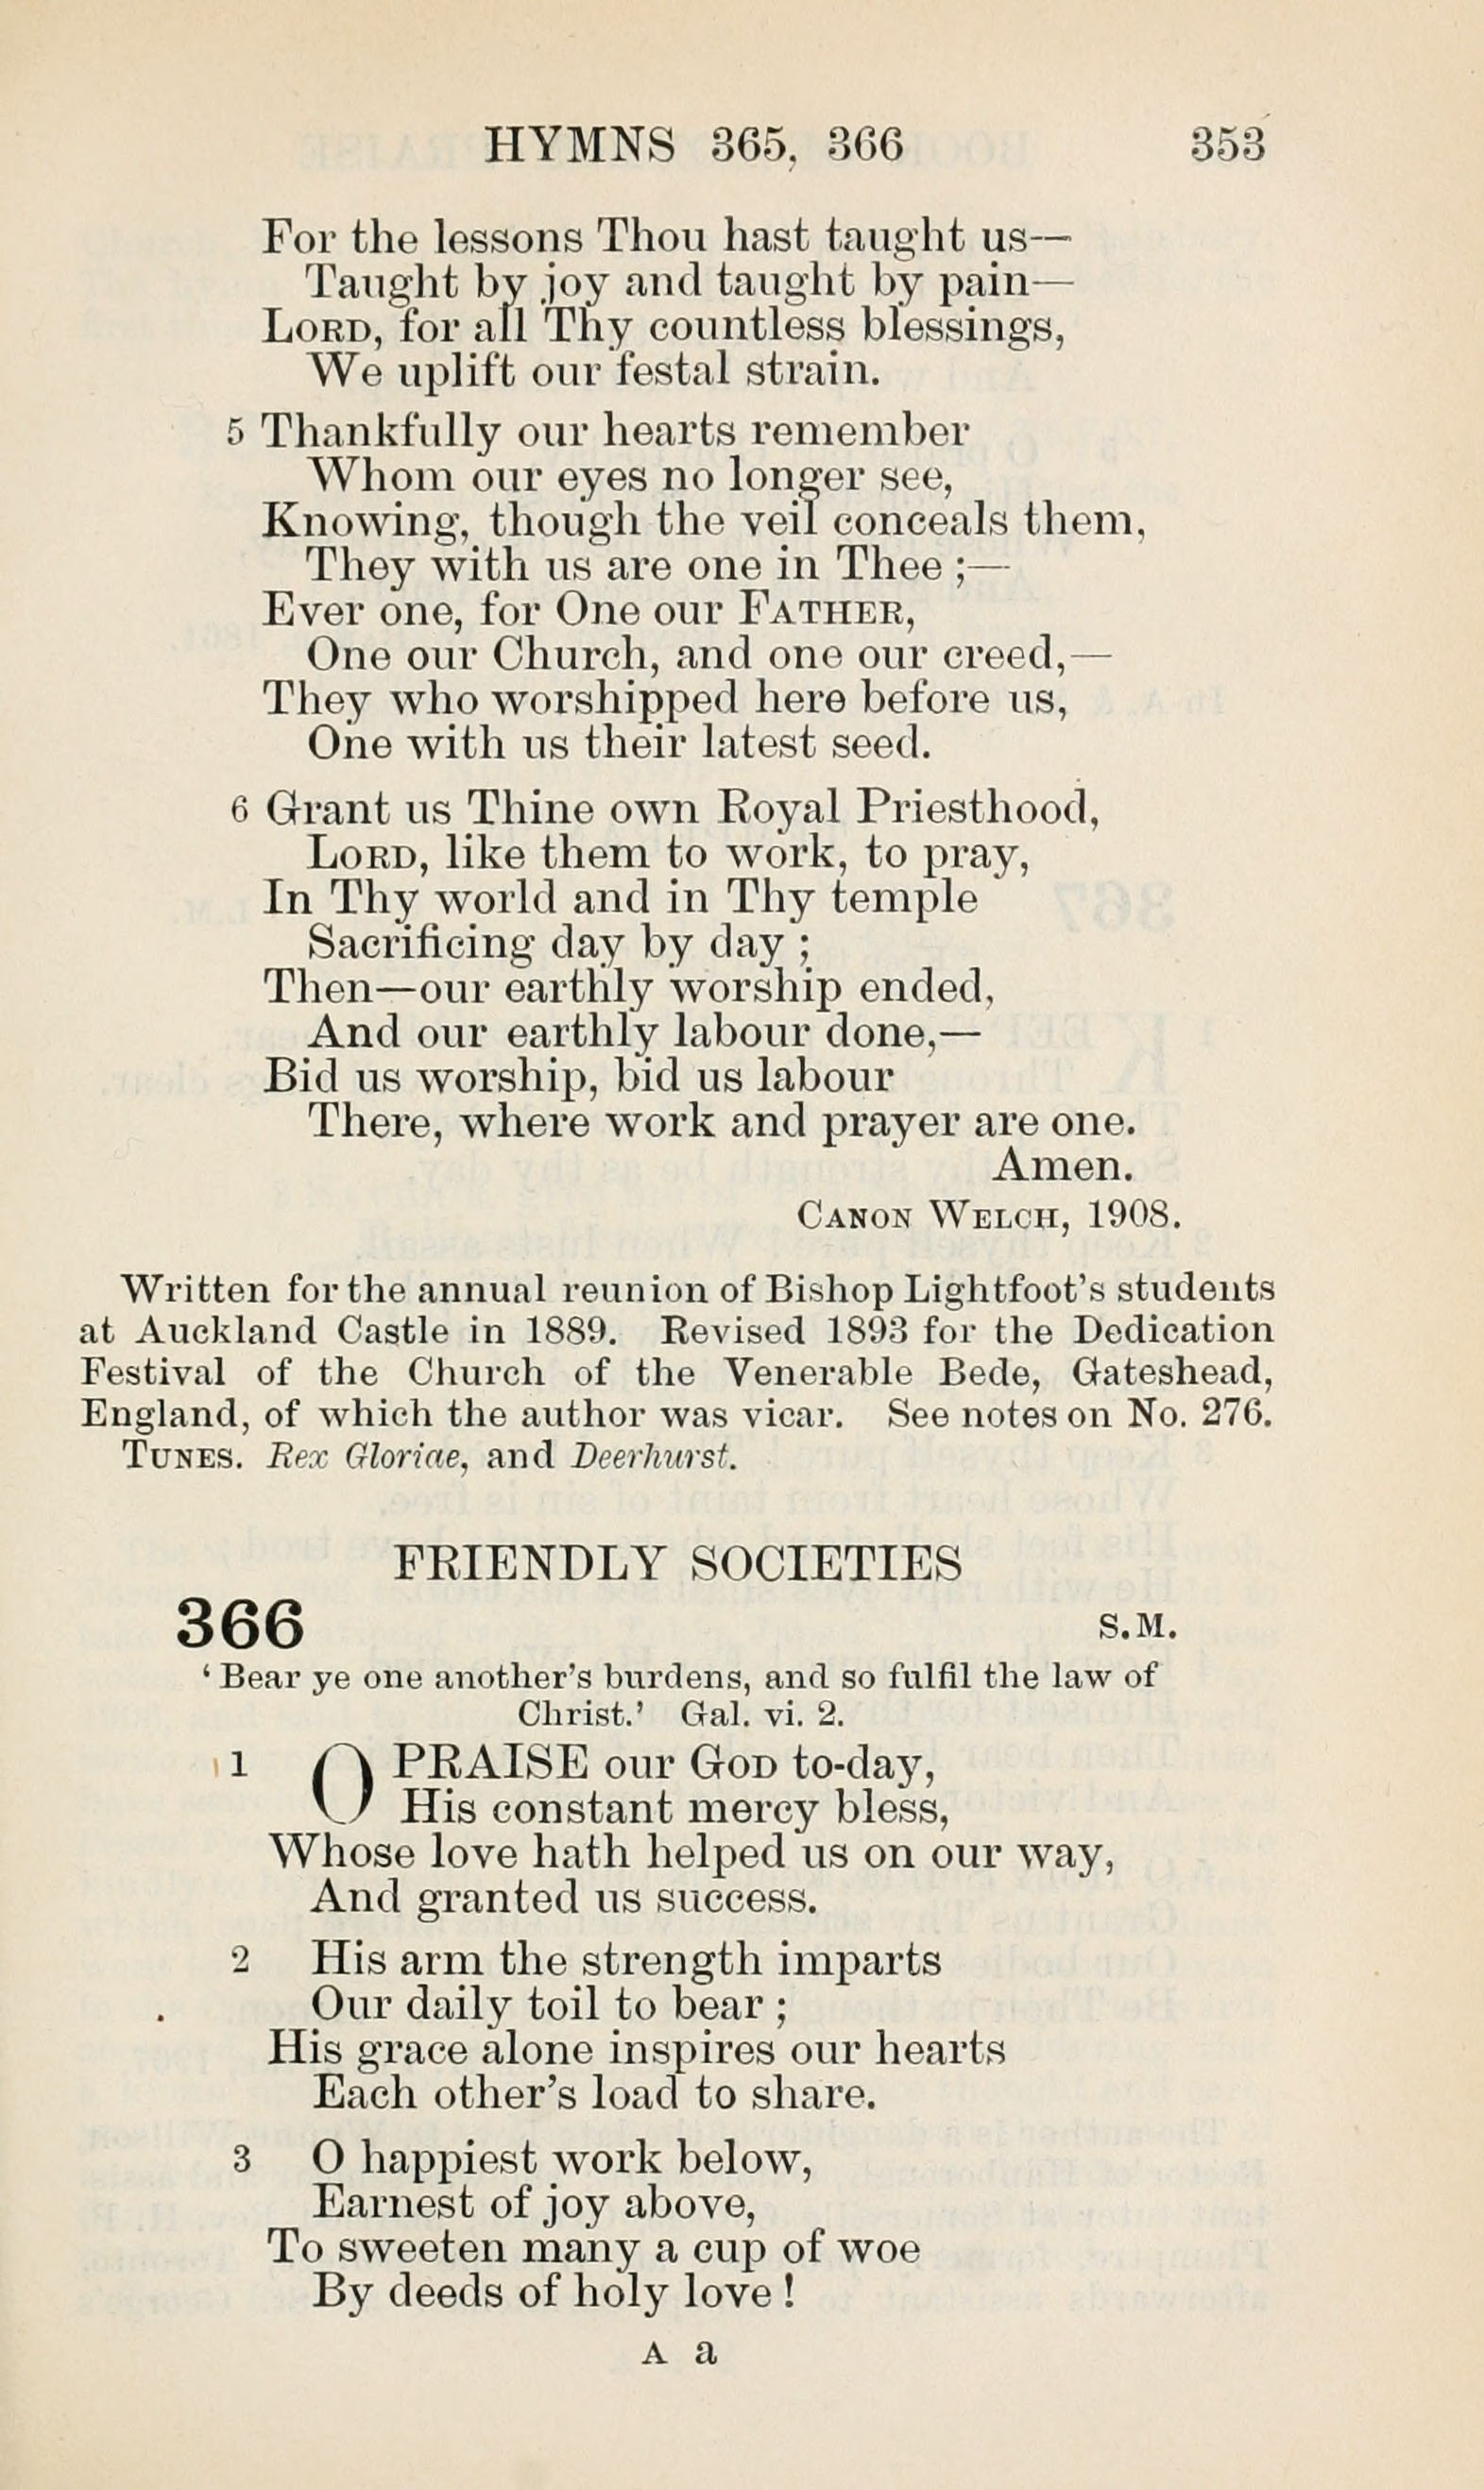 HYMNS 365, 366 353
For the lessons Thou hast taught us—
Taught by joy and taught by pain—
LORD, for all Thy countless blessings,
We uplift our festal strain.
5 Thankfully our hearts remember
Whom our eyes no longer see,
Knowing, though the veil conceals them,
They with us are one in Thee ;—
Ever one, for One our FATHER,
One our Church, and one our creed,—
They who worshipped here before us,
One with us their latest seed.
6 Grant us Thine own Royal Priesthood,
LORD, like them to work, to pray,
In Thy world and in Thy temple
Sacrificing day by day ;
Then—our earthly worship ended,
And our earthly labour done,—
Bid us worship, bid us labour
There, where work and prayer are one.
Amen.
CANON WELCH, 1908.
Written for the annual reunion of Bishop Lightfoot's students
at Auckland Castle in 1889. Revised 1893 for the Dedication
Festival of the Church of the Venerable Bede, Gateshead,
England, of which the author was vicar. See notes on No. 276.
TUNES. Rex Gloriae, and Deerhurst.
FRIENDLY SOCIETIES
366 S.M.
‘ Bear ye one another's burdens, and so fulfil the law of
Christ.’ Gal. vi. 2.
1 O PRAISE our GOD to-day,
His constant mercy bless,
Whose love hath helped us on our way,
And granted us success.
2 His arm the strength imparts
Our daily toil to bear ;
His grace alone inspires our hearts
Each other's load to share.
3 O happiest work below,
Earnest of joy above,
To sweeten many a cup of woe
By deeds of holy love !
A a